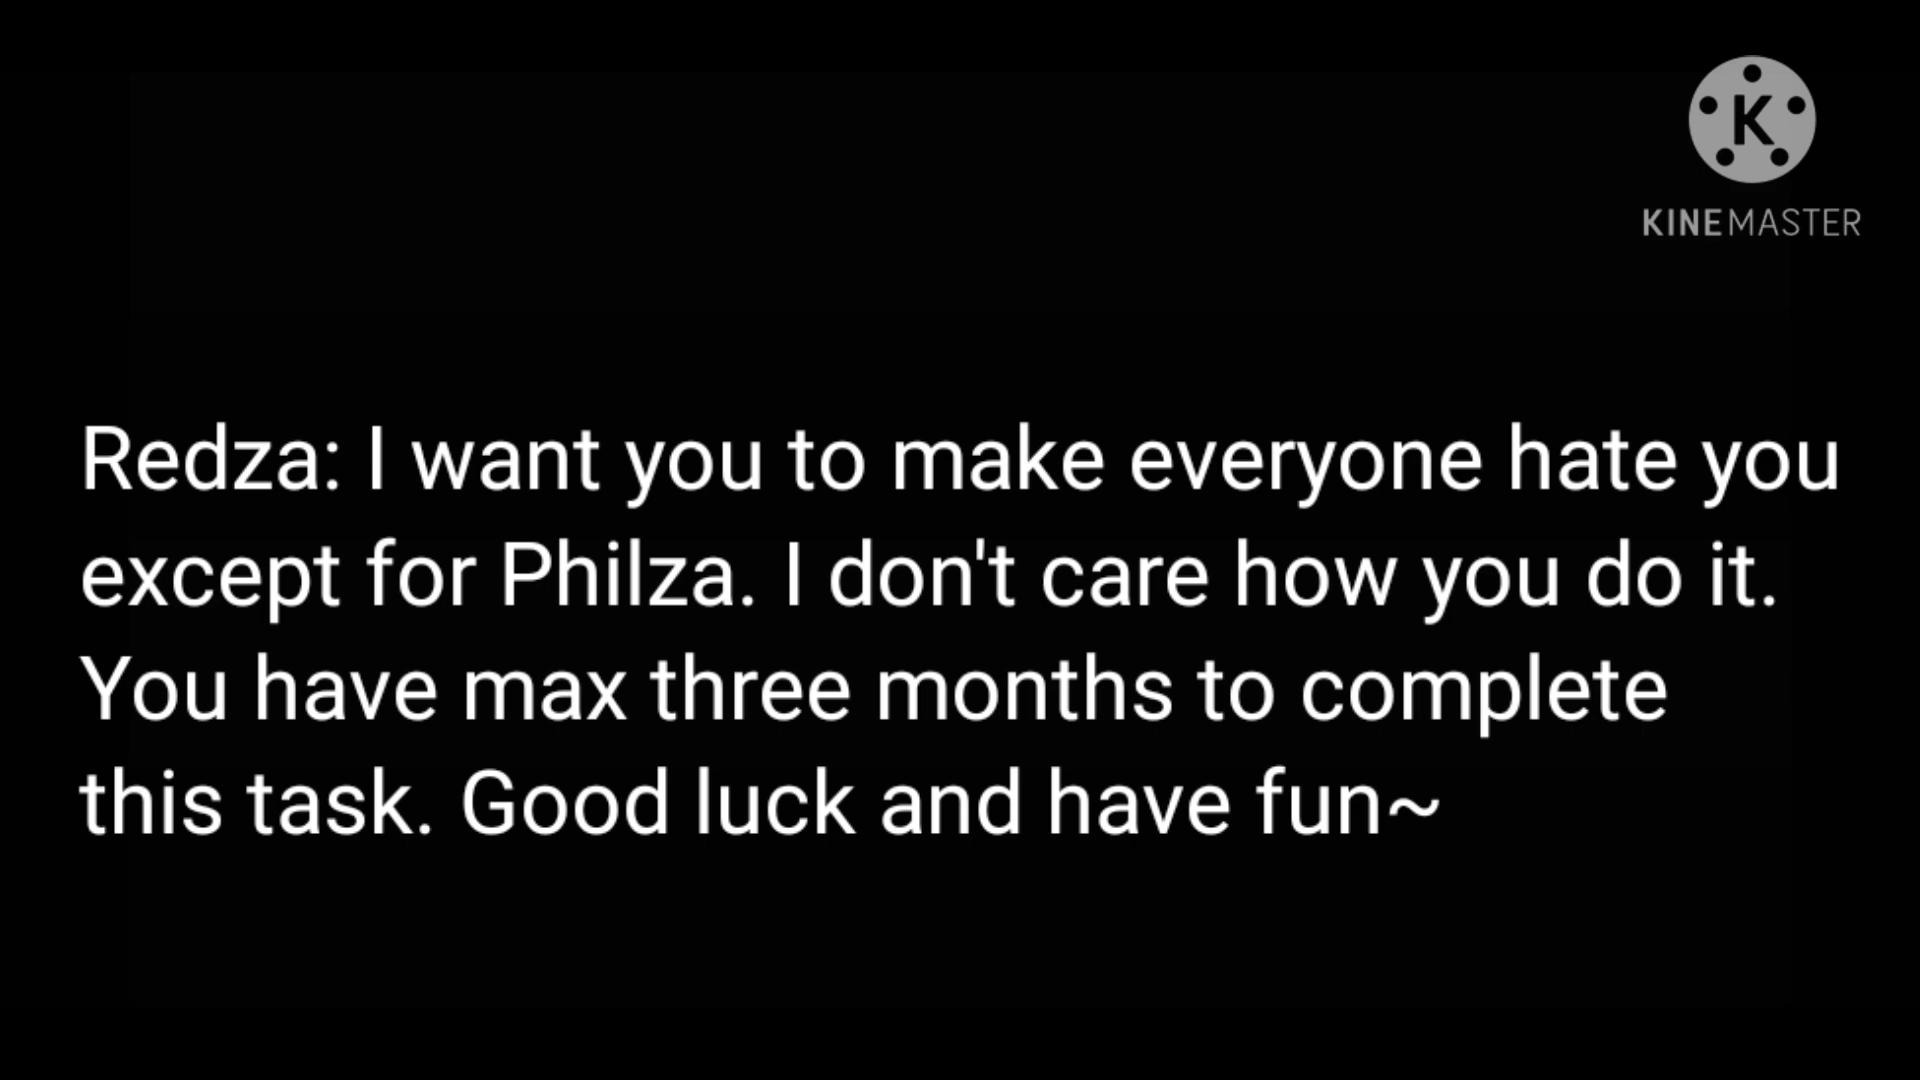 K
KINEMASTER
Redza: I want you to make everyone hate you
except for Philza. I don't care how you do it.
You have max three months to complete
this task. Good luck and have fun~